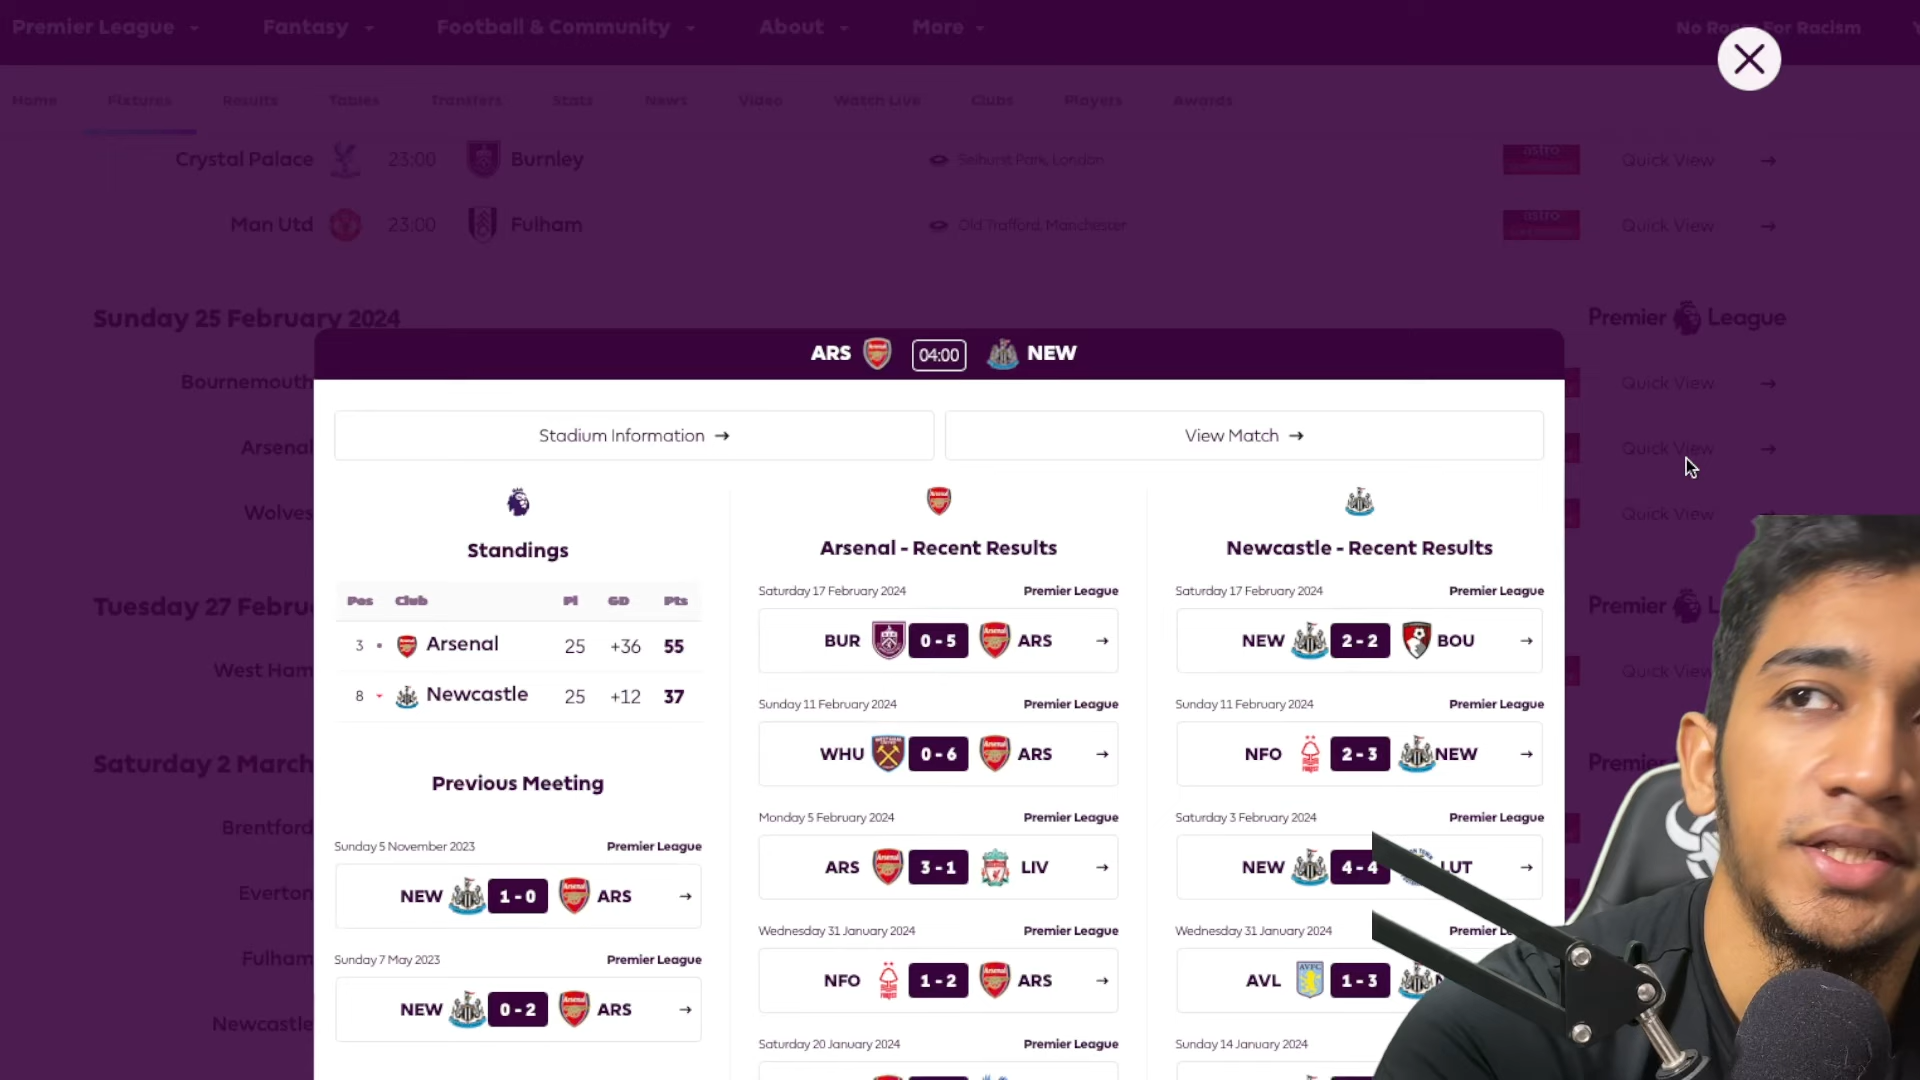 Premier League
Fantasy
Football & Community
About
More
Home
Fixtures
Results
Tables
Transfers
Stats
News
Video
Watch Live
Clubs
Players
Awards
Crystal Palace 23:00 Burnley
Selhurst Park, London
astro
Quick View →
Man Utd 23:00 Fulham
Old Trafford, Manchester
astro
Quick View →
Sunday 25 February 2024
Premier League
Bournemouth
Quick View →
Arsenal
Quick View →
Wolves
Quick View
Tuesday 27 Febru
Premier
West Ham
Saturday 2 March
Brentford
Everton
Fulham
Newcastle
ARS 04:00 NEW
Stadium Information →
View Match →
Standings
Pos Club Pl GD Pts
3 Arsenal 25 +36 55
8 Newcastle 25 +12 37
Previous Meeting
Sunday 5 November 2023 Premier League
NEW 1 - 0 ARS →
Sunday 7 May 2023 Premier League
NEW 0 - 2 ARS →
Arsenal - Recent Results
Saturday 17 February 2024 Premier League
BUR 0 - 5 ARS →
Sunday 11 February 2024 Premier League
WHU 0 - 6 ARS →
Monday 5 February 2024 Premier League
ARS 3 - 1 LIV →
Wednesday 31 January 2024 Premier League
NFO 1 - 2 ARS →
Saturday 20 January 2024 Premier League
Newcastle - Recent Results
Saturday 17 February 2024 Premier League
NEW 2 - 2 BOU →
Sunday 11 February 2024 Premier League
NFO 2 - 3 NEW →
Saturday 3 February 2024 Premier League
NEW 4 - 4 LUT →
Wednesday 31 January 2024
AVL 1 - 3
Sunday 14 January 2024